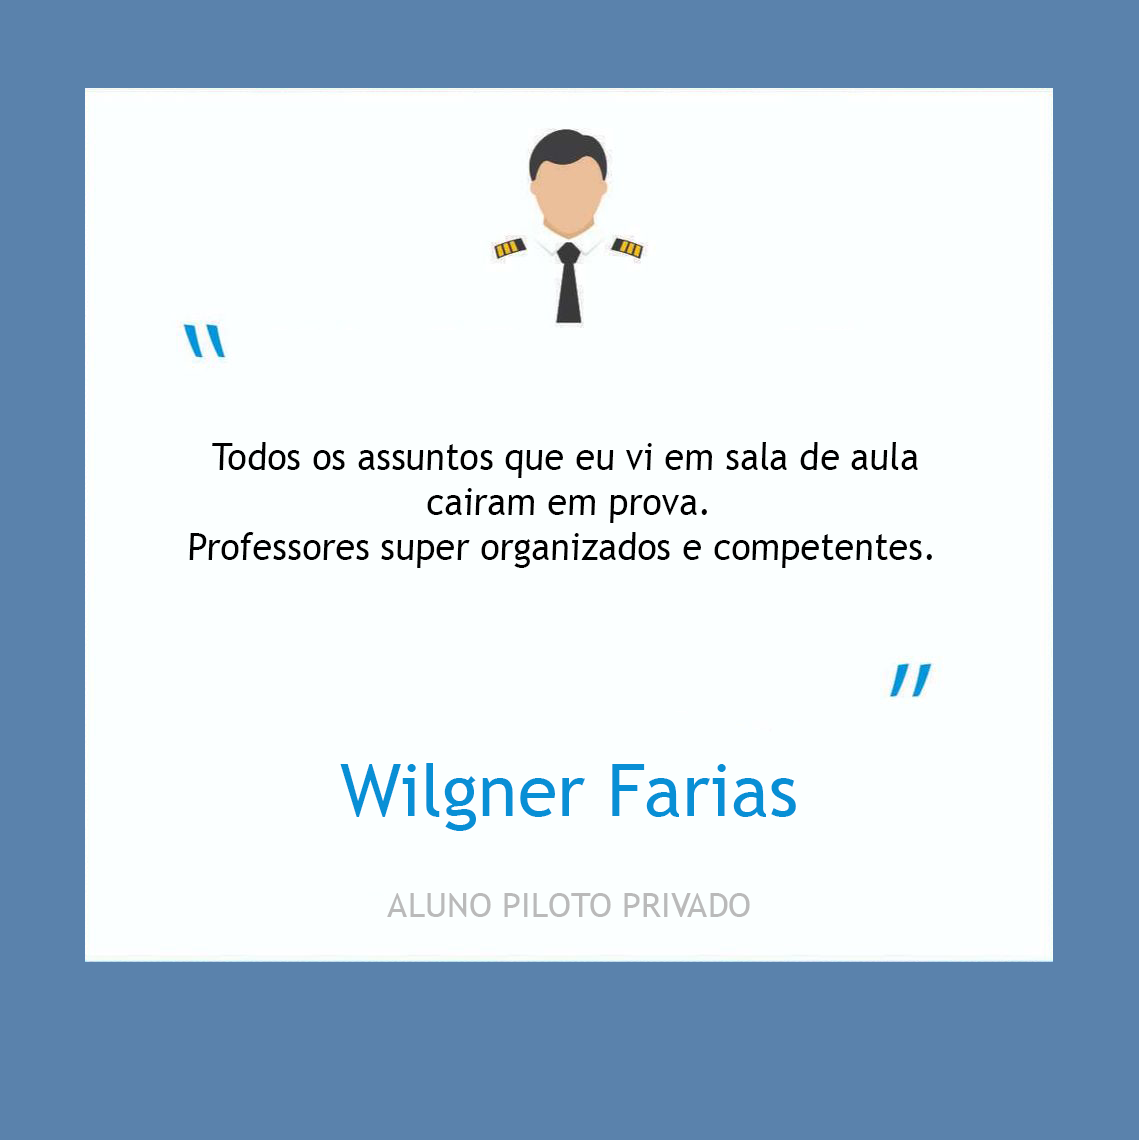 "
Todos os assuntos que eu vi em sala de aula
cairam em prova.
Professores super organizados e competentes.
"
Wilgner Farias
ALUNO PILOTO PRIVADO